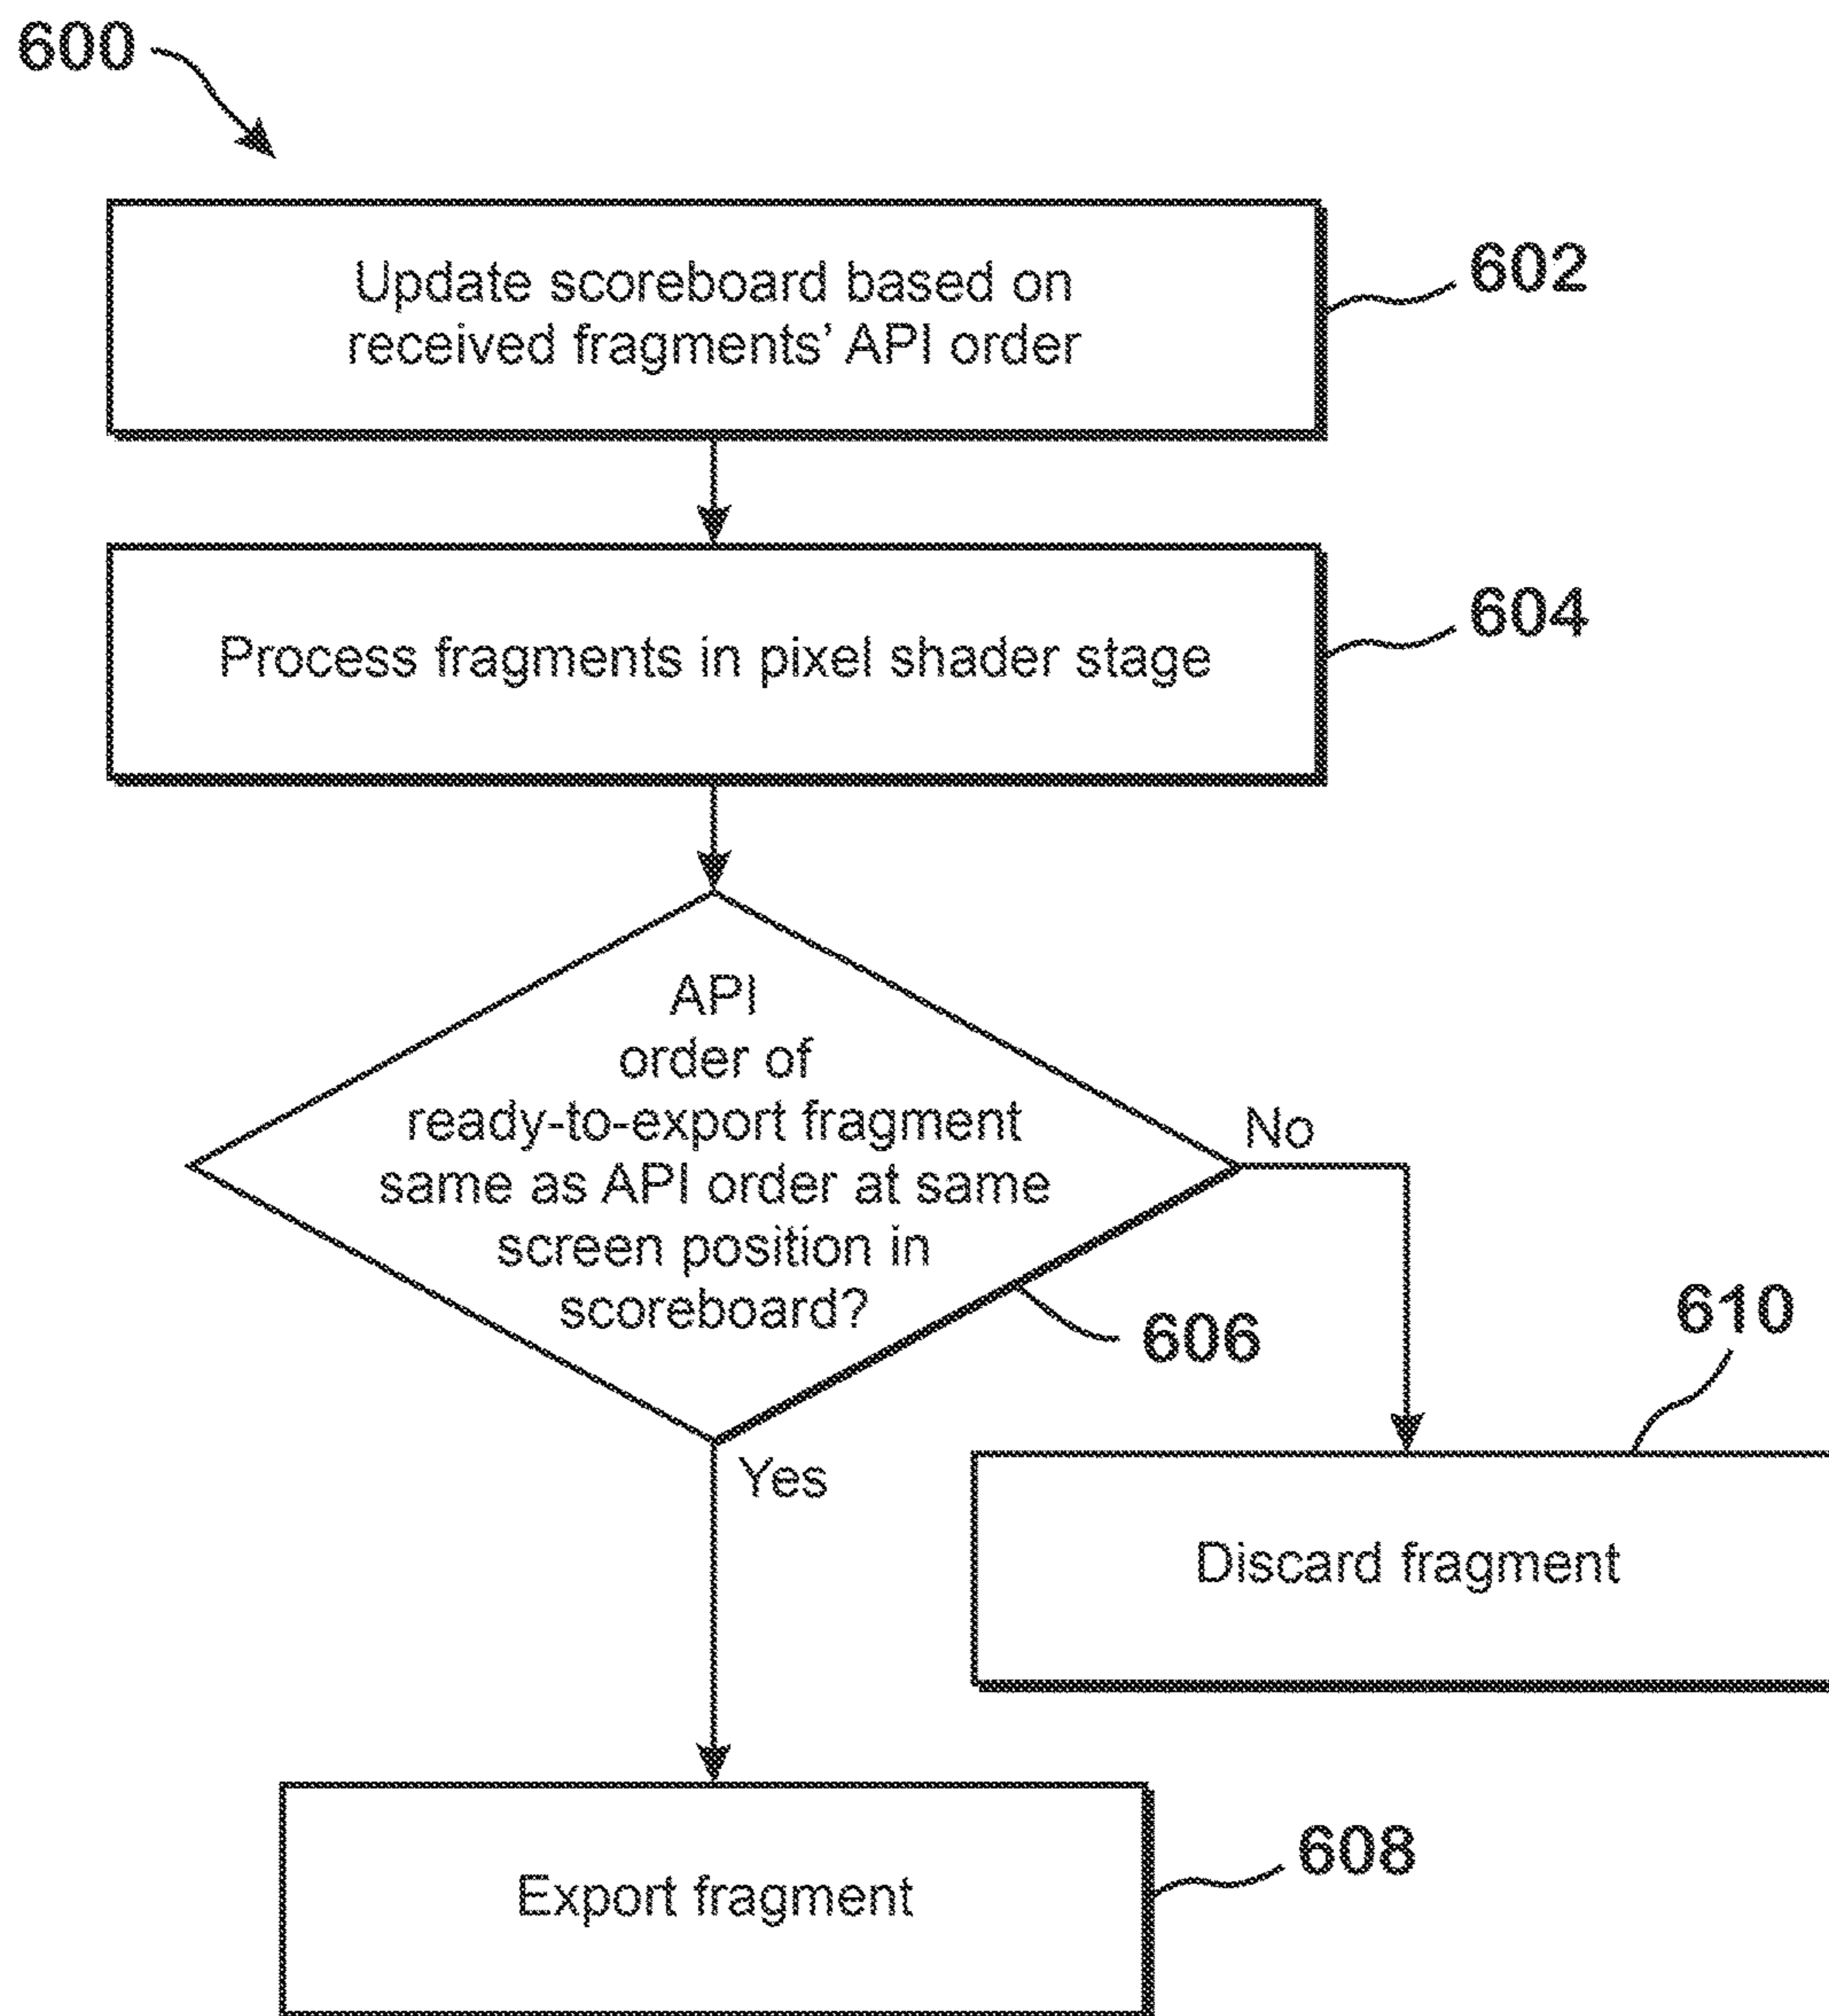 600
Update scoreboard based on
received fragments’ API order
602
Process fragments in pixel shader stage
604
API
order of
ready-to-export fragment
same as API order at same
screen position in
scoreboard?
No
606
610
Yes
Discard fragment
Export fragment
608